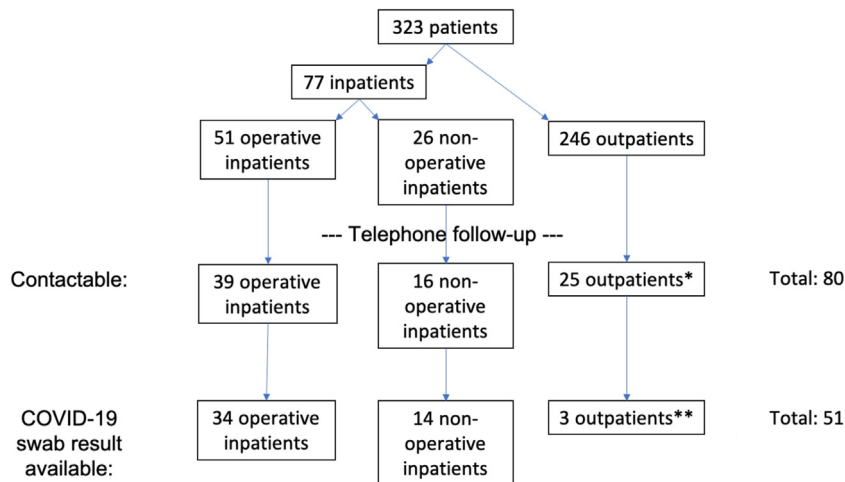 323 patients
77 inpatients
51 operative
inpatients
26 non-
operative
inpatients
246 outpatients
--- Telephone follow-up ---
Contactable:
39 operative
inpatients
16 non-
operative
inpatients
25 outpatients*
Total: 80
COVID-19
swab result
available:
34 operative
inpatients
14 non-
operative
inpatients
3 outpatients**
Total: 51